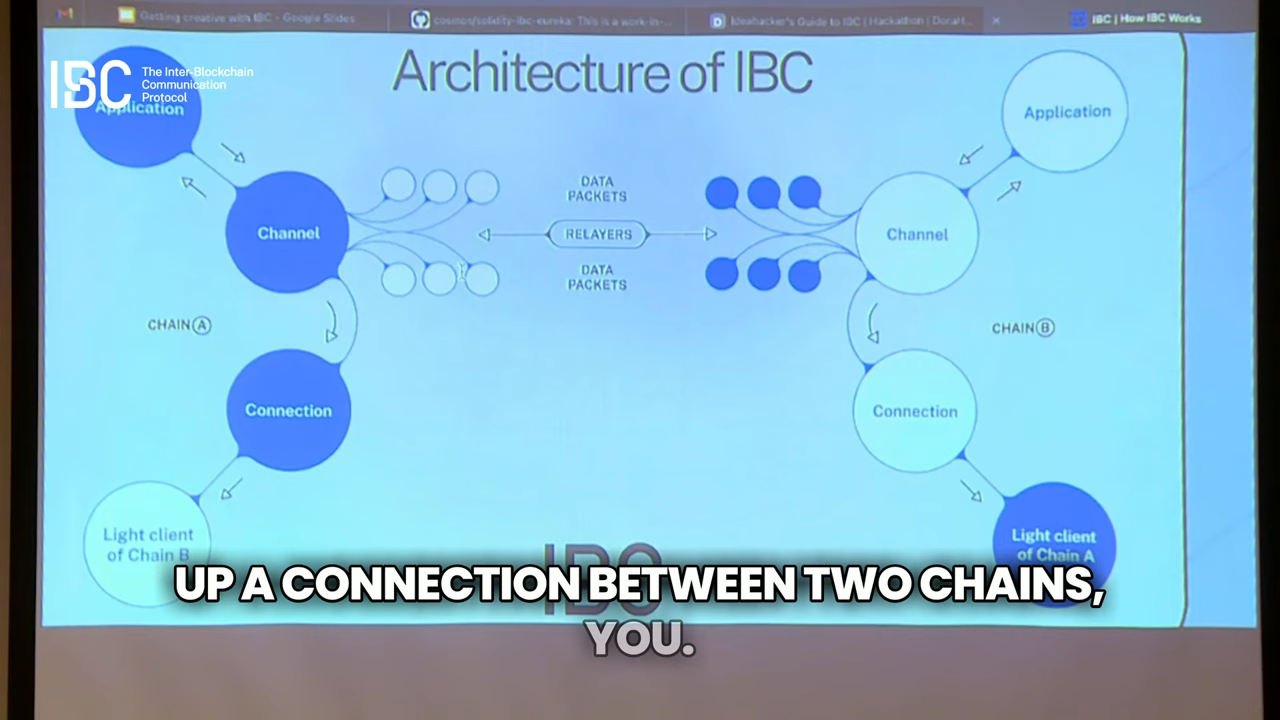 Getting creative with IBC - Google Slides
cosmos/solidity-ibc-eureka: This is a work-in-...
Ideahacker's Guide to IBC | Hackathon | DoraH...
IBC | How IBC Works
IBC
The Inter-Blockchain
Communication
Protocol
Architecture of IBC
Application
Application
Channel
DATA
PACKETS
RELAYERS
DATA
PACKETS
Channel
CHAIN A
CHAIN B
Connection
Connection
Light client
of Chain B
Light client
of Chain A
IBC
UP A CONNECTION BETWEEN TWO CHAINS,
YOU.